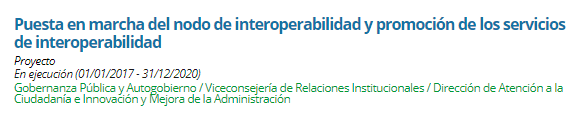 Puesta en marcha del nodo de interoperabilidad y promoción de los servicios
de interoperabilidad
Proyecto
En ejecución (01/01/2017 - 31/12/2020)
Gobernanza Pública y Autogobierno / Viceconsejería de Relaciones Institucionales / Dirección de Atención a la
Ciudadanía e Innovación y Mejora de la Administración